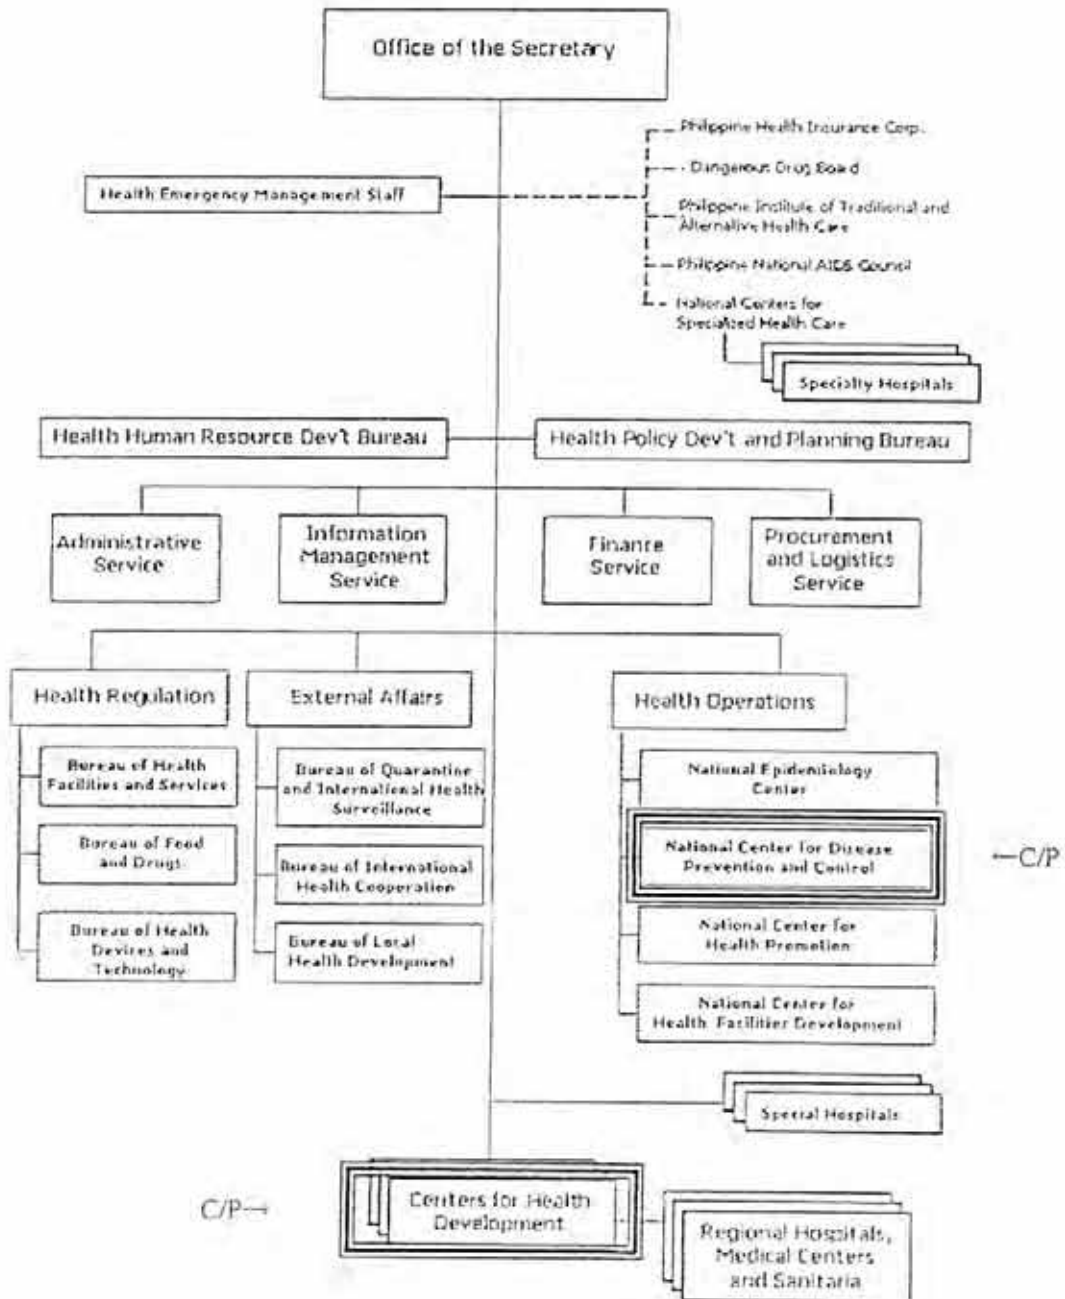 Office of the Secretary
Philippine Health Insurance Corp.
Dangerous Drug Board
Health Emergency Management Staff
Philippine Institute of Traditional and
Alternative Health Care
Philippine National AIDS Council
National Centers for
Specialized Health Care
Specialty Hospitals
Health Human Resource Dev't Bureau
Health Policy Dev't and Planning Bureau
Administrative
Service
Information
Management
Service
Finance
Service
Procurement
and Logistics
Service
Health Regulation
External Affairs
Health Operations
Bureau of Health
Facilities and Services
Bureau of Food
and Drugs
Bureau of Health
Devices and
Technology
Bureau of Quarantine
and International Health
Surveillance
Bureau of International
Health Cooperation
Bureau of Local
Health Development
National Epidemiology
Center
National Center for Disease
Prevention and Control
←C/P
National Center for
Health Promotion
National Center for
Health Facilitier Development
Special Hospitals
C/P→
Centers for Health
Development
Regional Hospitals,
Medical Centers
and Sanitaria